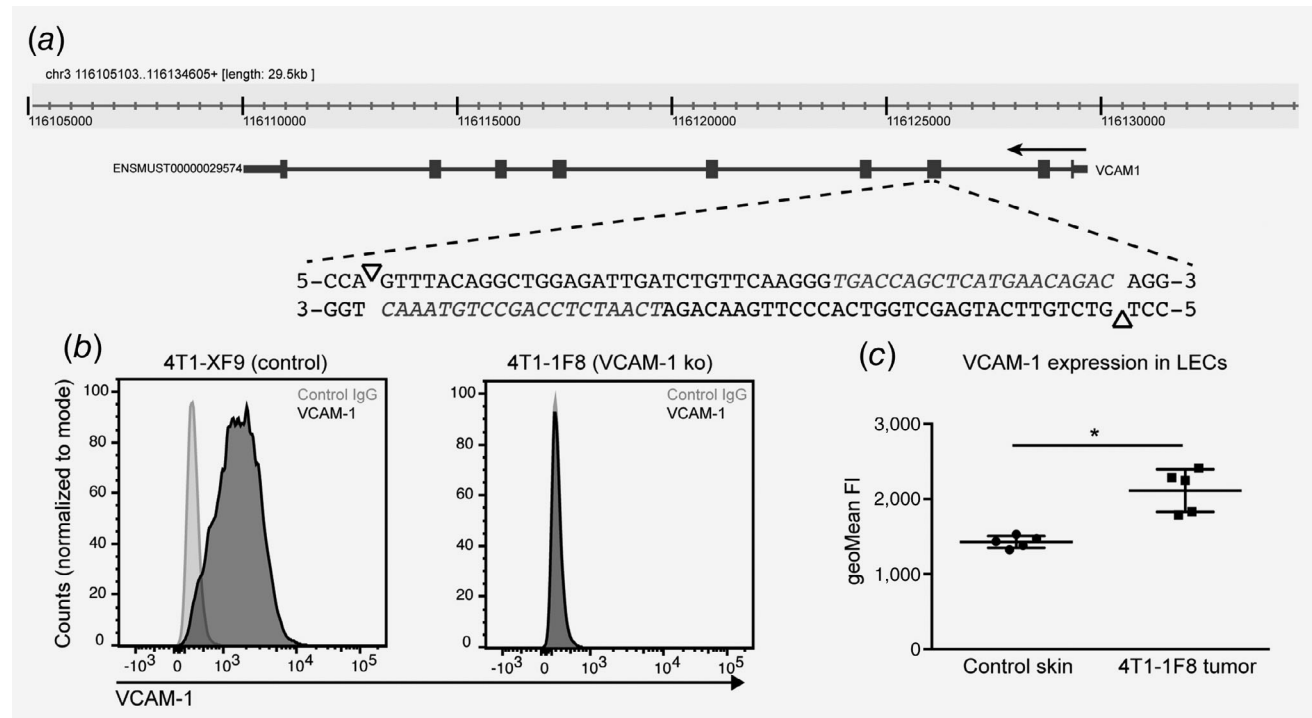 (a)
chr3 116105103..116134605+ [length: 29.5kb ]
116105000 116110000 116115000 116120000 116125000 116130000
ENSMUST00000029574 VCAM1
5-CCA GTTTACAGGCTGGAGATTGATCTGTTCAAGGGTGACCAGCTCATGAACAGAC AGG-3
3-GGT CAAATGTCCGACCTCTAACTAGACAAGTTCCCACTGGTCGAGTACTTGTCTG TCC-5
(b)
4T1-XF9 (control)
Counts (normalized to mode)
Control IgG
VCAM-1
100
80
60
40
20
0
-10³ 0 10³ 10⁴ 10⁵
4T1-1F8 (VCAM-1 ko)
Control IgG
VCAM-1
100
80
60
40
20
0
-10³ 0 10³ 10⁴ 10⁵
VCAM-1
(c)
VCAM-1 expression in LECs
geoMean FI
3,000
2,000
1,000
0
*
Control skin 4T1-1F8 tumor